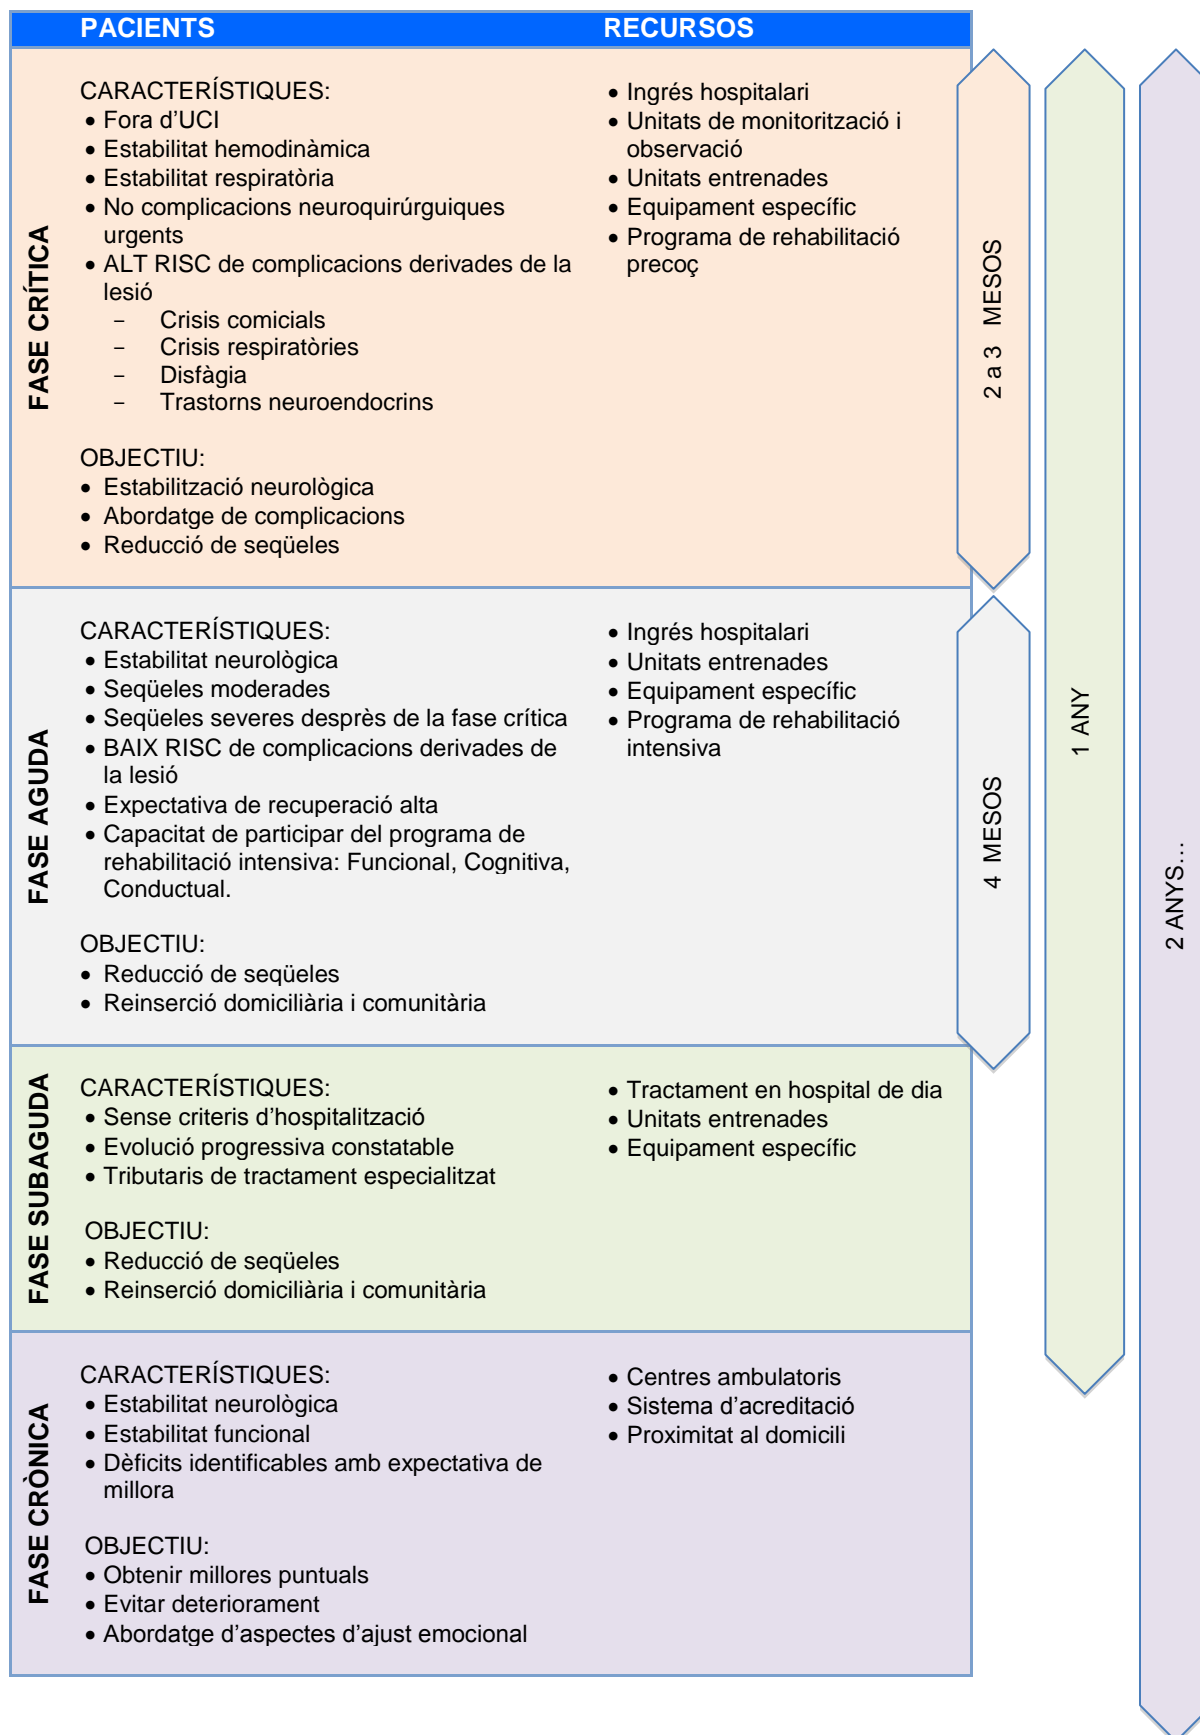 PACIENTS RECURSOS
FASE CRÍTICA
CARACTERÍSTIQUES:
• Fora d’UCI
• Estabilitat hemodinàmica
• Estabilitat respiratòria
• No complicacions neuroquirúrguiques
urgents
• ALT RISC de complicacions derivades de la
lesió
– Crisis comicials
– Crisis respiratòries
– Disfàgia
– Trastorns neuroendocrins
OBJECTIU:
• Estabilització neurològica
• Abordatge de complicacions
• Reducció de seqüeles
• Ingrés hospitalari
• Unitats de monitorització i
observació
• Unitats entrenades
• Equipament específic
• Programa de rehabilitació
precoç
2 a 3 MESOS
FASE AGUDA
CARACTERÍSTIQUES:
• Estabilitat neurològica
• Seqüeles moderades
• Seqüeles severes desprès de la fase crítica
• BAIX RISC de complicacions derivades de
la lesió
• Expectativa de recuperació alta
• Capacitat de participar del programa de
rehabilitació intensiva: Funcional, Cognitiva,
Conductual.
OBJECTIU:
• Reducció de seqüeles
• Reinserció domiciliària i comunitària
• Ingrés hospitalari
• Unitats entrenades
• Equipament específic
• Programa de rehabilitació
intensiva
4 MESOS
1 ANY
2 ANYS…
FASE SUBAGUDA
CARACTERÍSTIQUES:
• Sense criteris d’hospitalització
• Evolució progressiva constatable
• Tributaris de tractament especialitzat
OBJECTIU:
• Reducció de seqüeles
• Reinserció domiciliària i comunitària
• Tractament en hospital de dia
• Unitats entrenades
• Equipament específic
FASE CRÒNICA
CARACTERÍSTIQUES:
• Estabilitat neurològica
• Estabilitat funcional
• Dèficits identificables amb expectativa de
millora
OBJECTIU:
• Obtenir millores puntuals
• Evitar deteriorament
• Abordatge d’aspectes d’ajust emocional
• Centres ambulatoris
• Sistema d’acreditació
• Proximitat al domicili